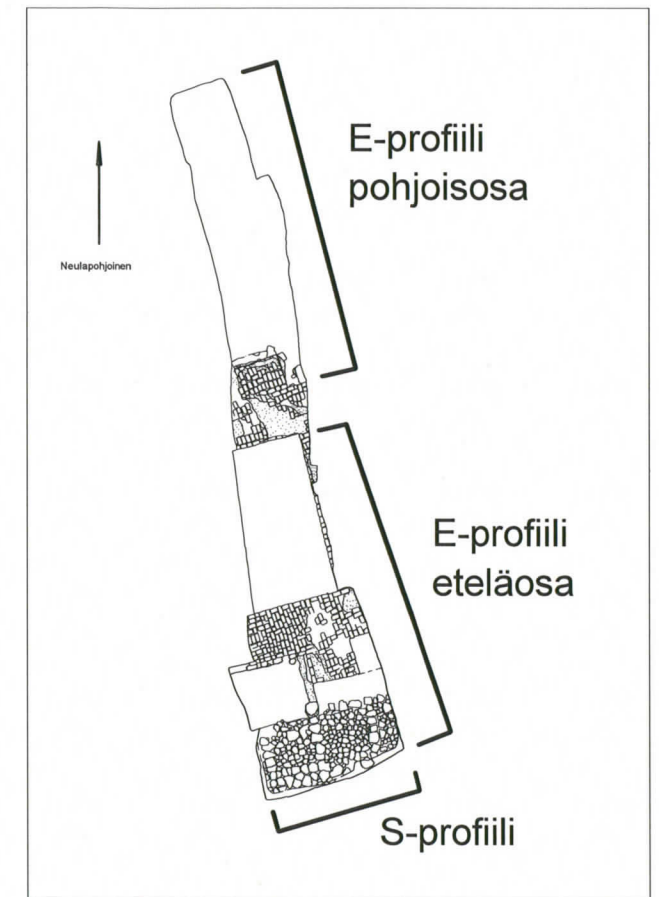 E-profiili
pohjoisosa
Neulapohjoinen
E-profiili
eteläosa
S-profiili